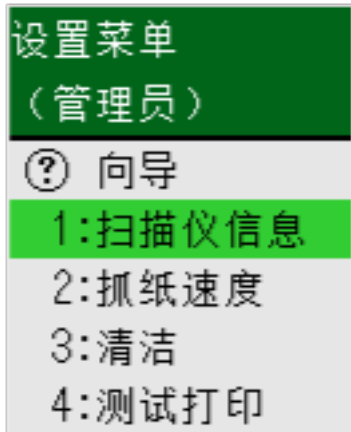 设置菜单
（管理员）
? 向导
1:扫描仪信息
2:抓纸速度
3:清洁
4:测试打印